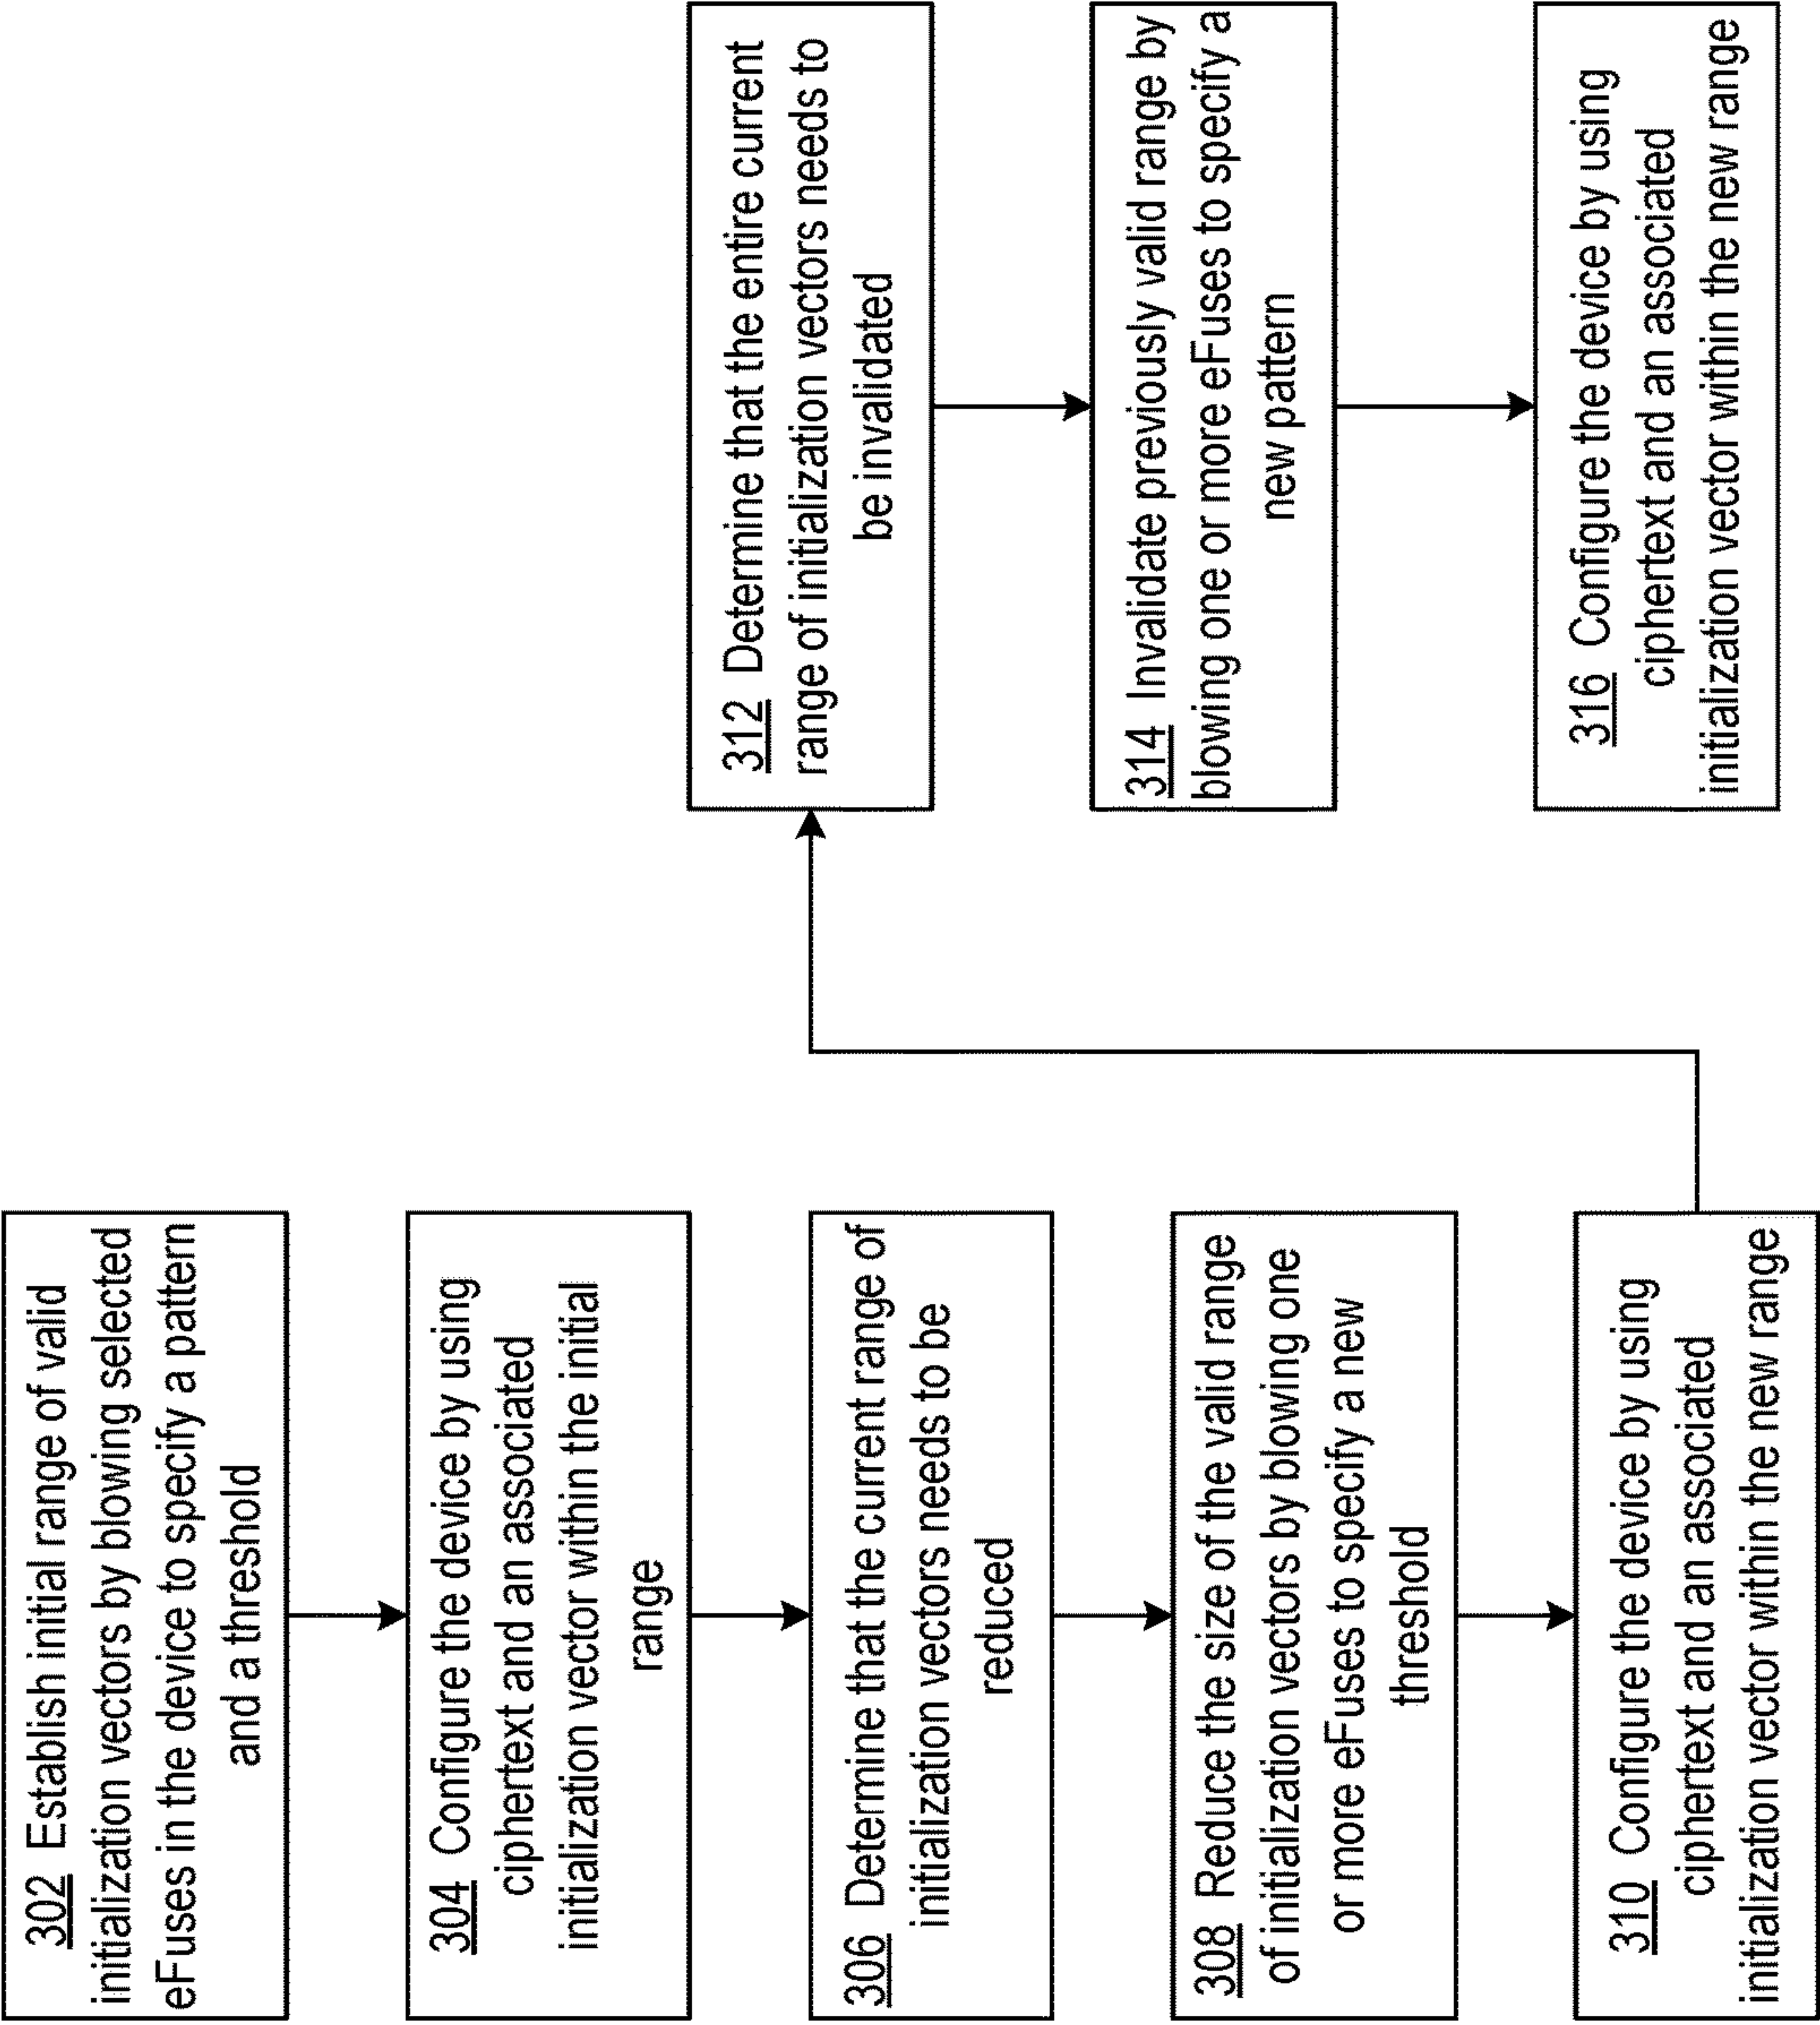 302 Establish initial range of valid
initialization vectors by blowing selected
eFuses in the device to specify a pattern
and a threshold
304 Configure the device by using
ciphertext and an associated
initialization vector within the initial
range
306 Determine that the current range of
initialization vectors needs to be
reduced
308 Reduce the size of the valid range
of initialization vectors by blowing one
or more eFuses to specify a new
threshold
310 Configure the device by using
ciphertext and an associated
initialization vector within the new range
312 Determine that the entire current
range of initialization vectors needs to
be invalidated
314 Invalidate previously valid range by
blowing one or more eFuses to specify a
new pattern
316 Configure the device by using
ciphertext and an associated
initialization vector within the new range